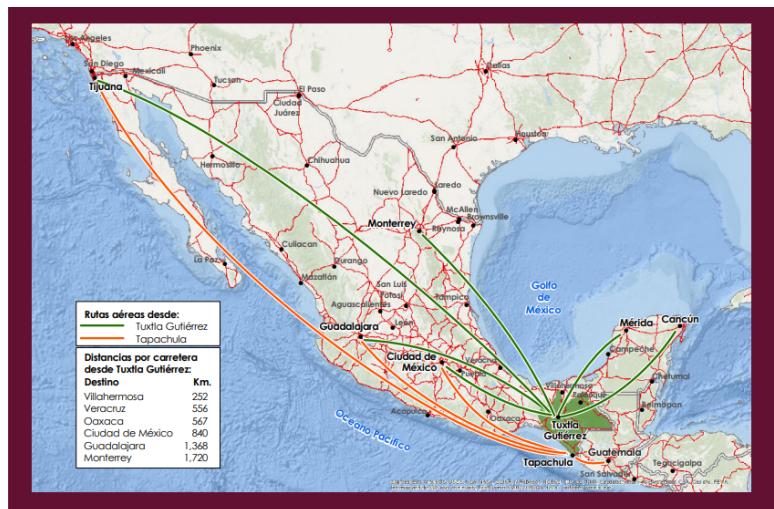 Los Angeles
Phoenix
San Diego
Mexicali
Tijuana
Tucson
Dallas
El Paso
Ciudad
Juárez
San Antonio
Houston
Hermosillo
Chihuahua
Nuevo Laredo
Laredo
McAllen
Brownsville
Reynosa
Monterrey
Culiacan
La Paz
Durango
Mazatlán
San Luis
Potosí
Tampico
Aguascalientes
León
Guadalajara
Ciudad de
México
Veracruz
Puebla
Golfo
de
México
Mérida
Cancún
Campeche
Chetumal
Villahermosa
Palenque
Belmopan
Acapulco
Oaxaca
Océano Pacífico
Tuxtla
Gutiérrez
Tapachula
Guatemala
San Salvador
Tegucigalpa
Rutas aéreas desde:
Tuxtla Gutiérrez
Tapachula
Distancias por carretera
desde Tuxtla Gutiérrez:
Destino Km.
Villahermosa 252
Veracruz 556
Oaxaca 567
Ciudad de México 840
Guadalajara 1,368
Monterrey 1,720